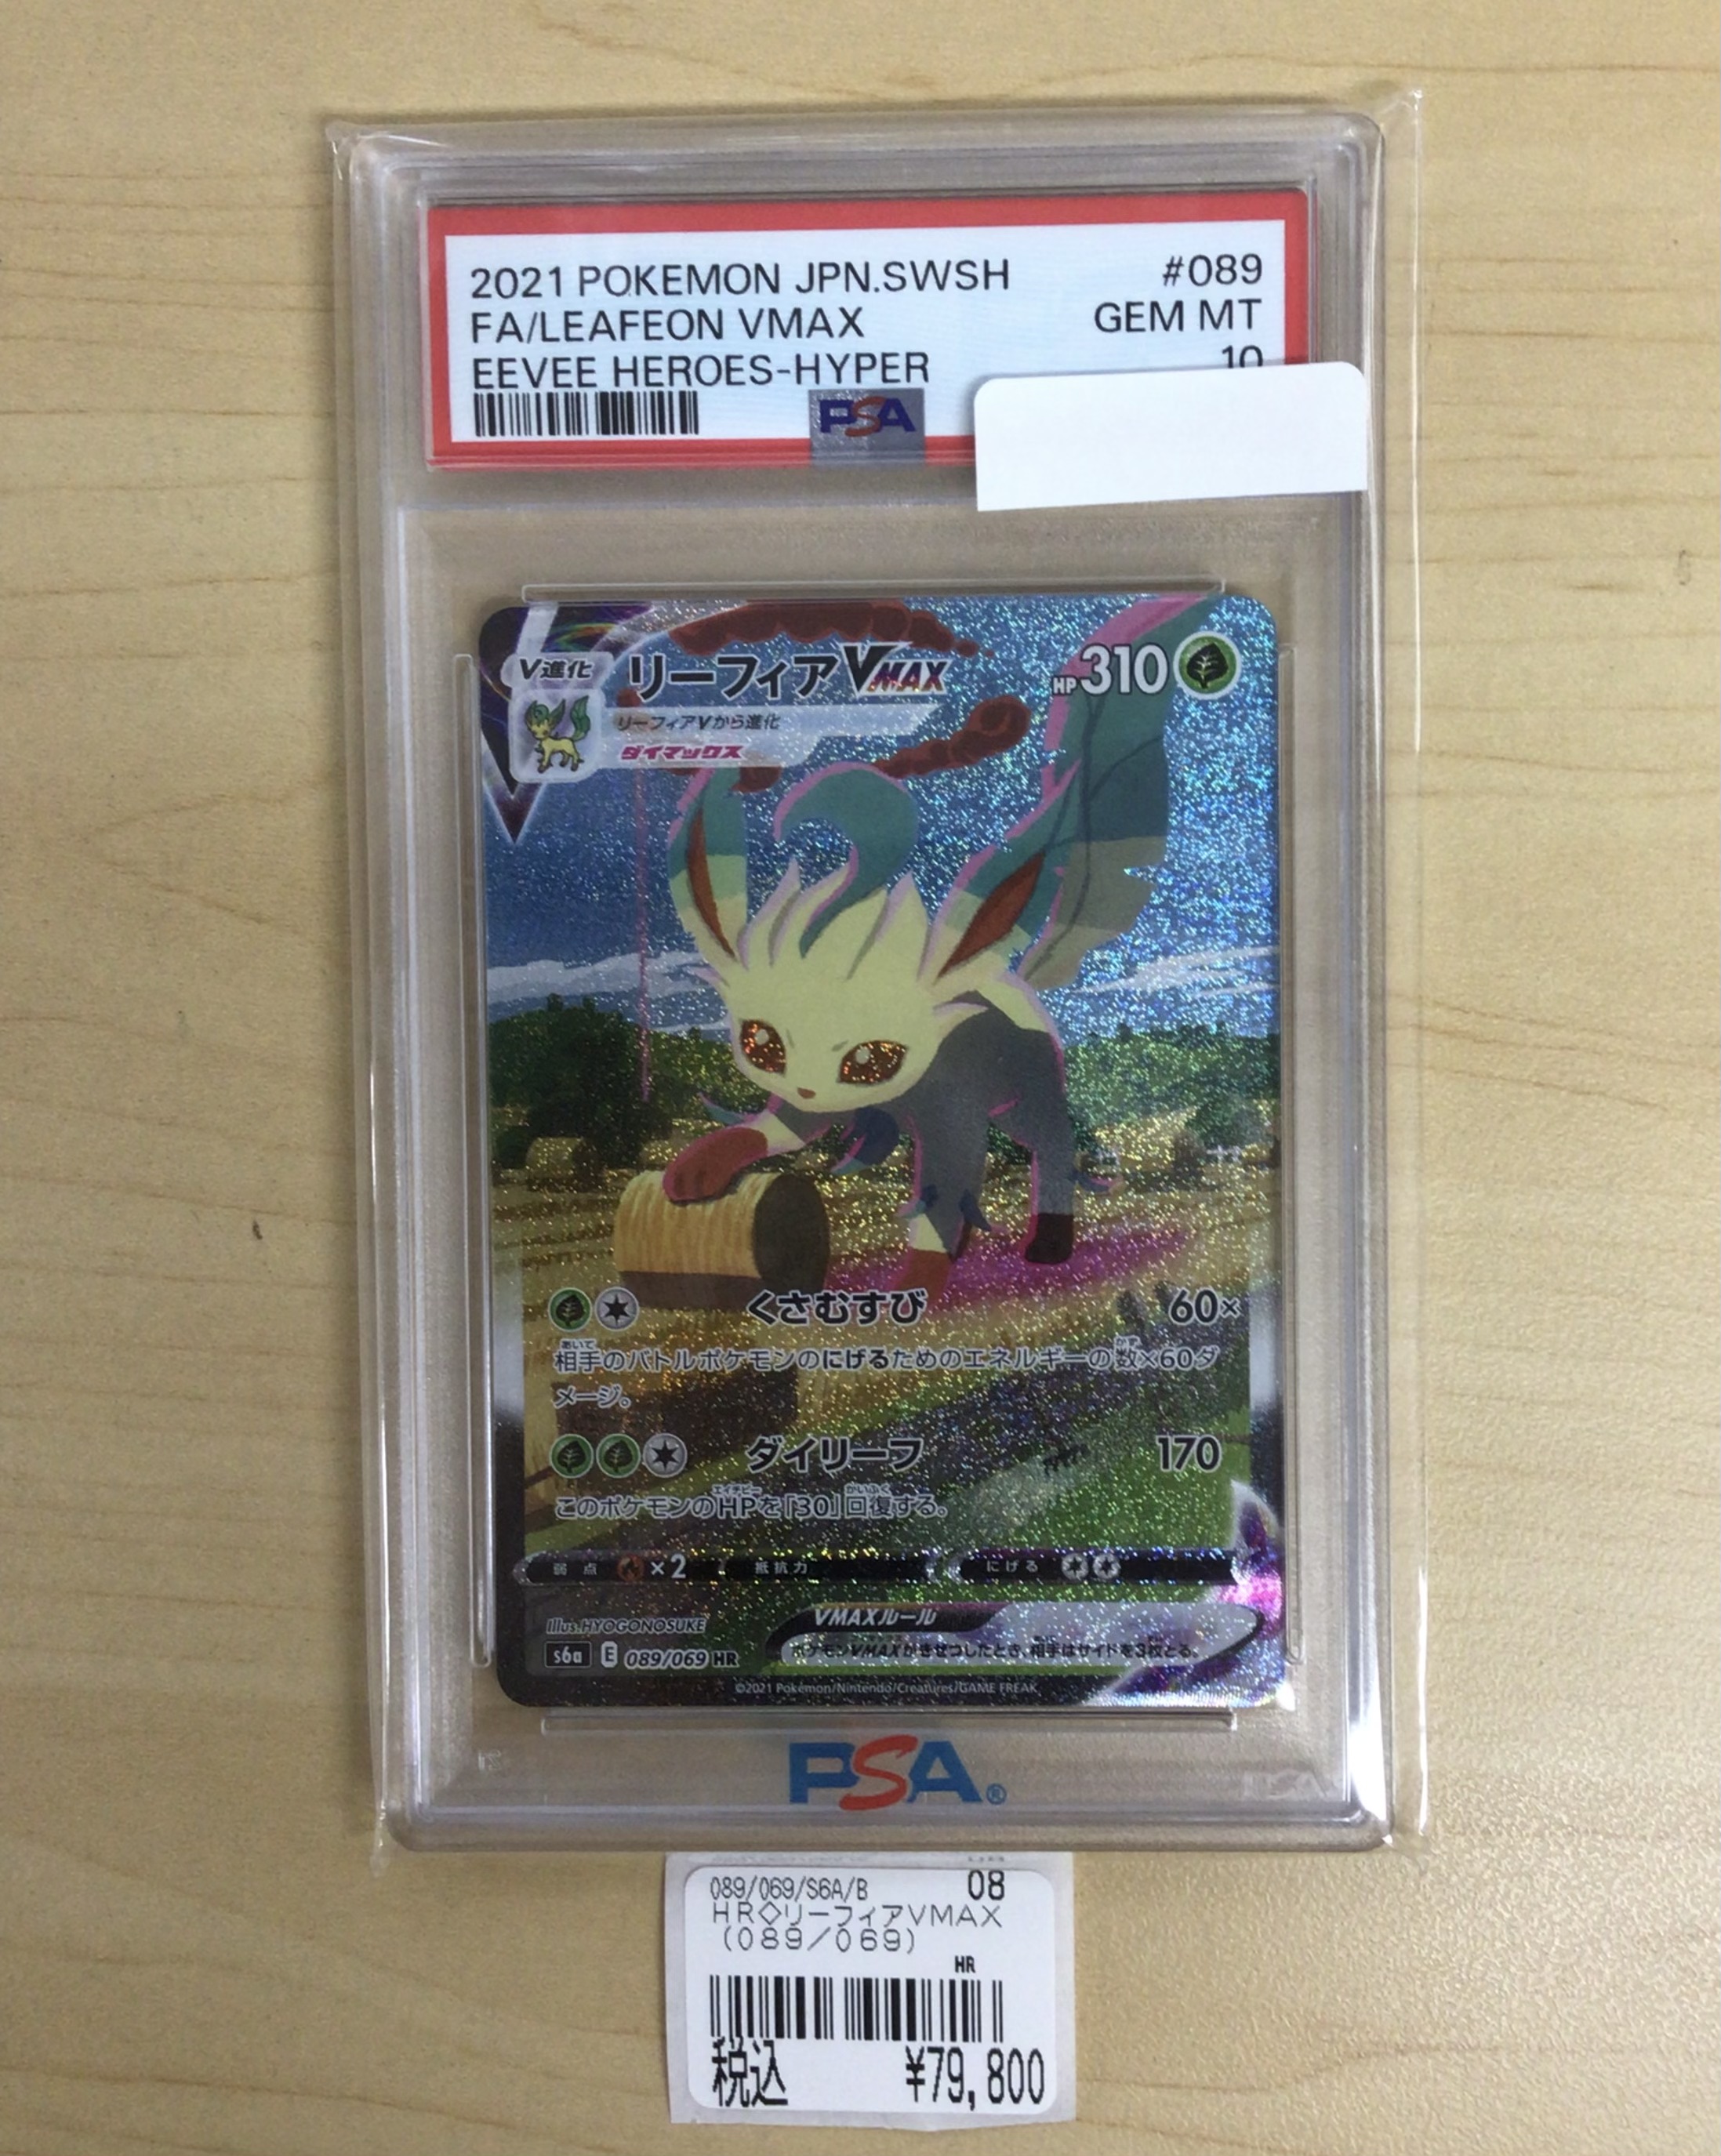 2021 POKEMON JPN.SWSH #089
FA/LEAFEON VMAX GEM MT
EEVEE HEROES-HYPER 10
PSA
V進化 リーフィアVMAX HP310
リーフィアVから進化
ダイマックス
くさむすび 60×
相手のバトルポケモンのにげるためのエネルギーの数×60ダ
メージ。
ダイリーフ 170
このポケモンのHPを「30」回復する。
弱点 ×2 抵抗力 にげる
Illus.HYOGONOSUKE VMAXルール
s6a E 089/069 HR ポケモンVMAXがきぜつしたとき、相手はサイドを3枚とる。
©2021 Pokémon/Nintendo/Creatures/GAME FREAK
PSA®
PSA
089/069/S6A/B 08
HR◇リーフィアVMAX
(089/069)
HR
税込 ¥79,800